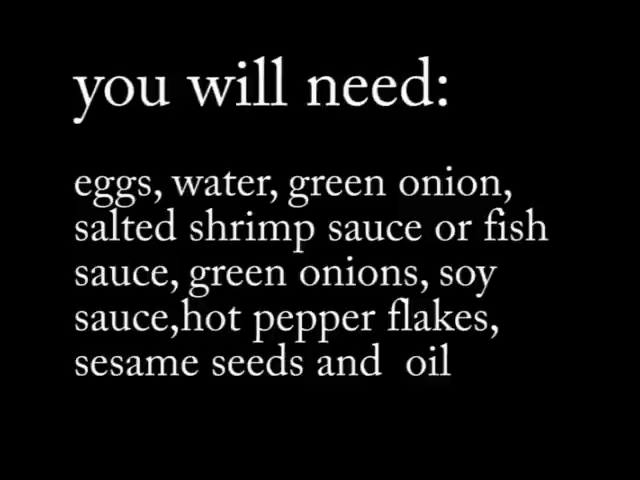 you will need:
eggs, water, green onion,
salted shrimp sauce or fish
sauce, green onions, soy
sauce,hot pepper flakes,
sesame seeds and  oil